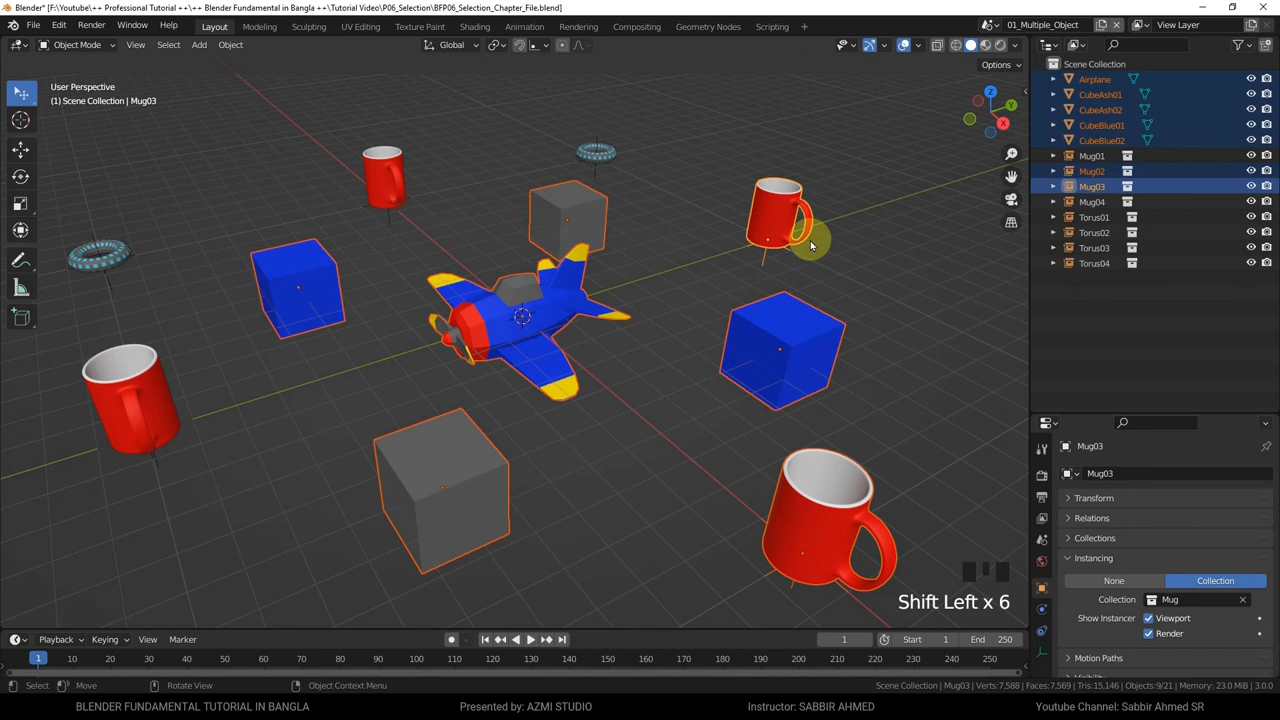 Blender* [F:\Youtube\++ Professional Tutorial ++\++ Blender Fundamental in Bangla ++\Tutorial Video\P06_Selection\BFP06_Selection_Chapter_File.blend]
File Edit Render Window Help Layout Modeling Sculpting UV Editing Texture Paint Shading Animation Rendering Compositing Geometry Nodes Scripting + 01_Multiple_Object View Layer
Object Mode View Select Add Object Global
Options
User Perspective
(1) Scene Collection | Mug03
Z
Y
X
Scene Collection
Airplane
CubeAsh01
CubeAsh02
CubeBlue01
CubeBlue02
Mug01
Mug02
Mug03
Mug04
Torus01
Torus02
Torus03
Torus04
Mug03
Mug03
Transform
Relations
Collections
Instancing
None Collection
Collection Mug
Show Instancer Viewport
Render
Motion Paths
Shift Left x 6
Playback Keying View Marker 1 Start 1 End 250
1 10 20 30 40 50 60 70 80 90 100 110 120 130 140 150 160 170 180 190 200 210 220 230 240 250
Select Move Rotate View Object Context Menu Scene Collection | Mug03 | Verts:7,588 | Faces:7,569 | Tris:15,146 | Objects:9/21 | Memory: 23.0 MiB | 3.0.0
BLENDER FUNDAMENTAL TUTORIAL IN BANGLA Presented by: AZMI STUDIO Instructor: SABBIR AHMED Youtube Channel: Sabbir Ahmed SR